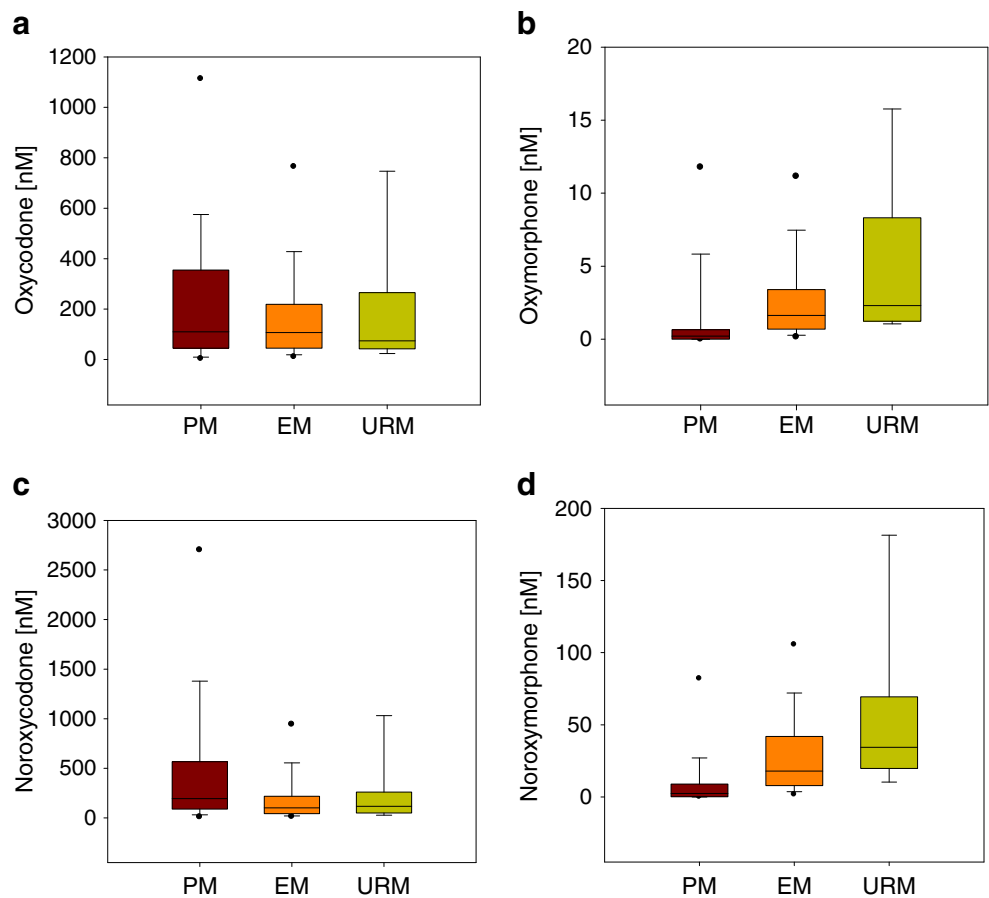 a
1200
1000
800
600
400
200
0
Oxycodone [nM]
PM EM URM
b
20
15
10
5
0
Oxymorphone [nM]
PM EM URM
c
3000
2500
2000
1500
1000
500
0
Noroxycodone [nM]
PM EM URM
d
200
150
100
50
0
Noroxymorphone [nM]
PM EM URM